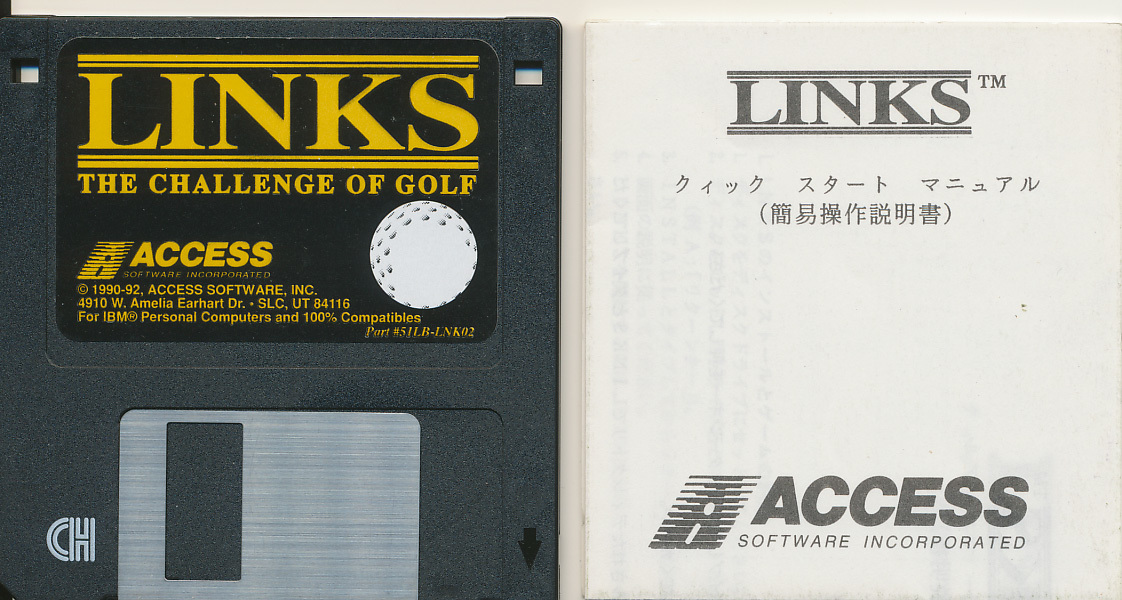 LINKS
THE CHALLENGE OF GOLF
ACCESS
SOFTWARE INCORPORATED
© 1990-92, ACCESS SOFTWARE, INC.
4910 W. Amelia Earhart Dr. • SLC, UT 84116
For IBM® Personal Computers and 100% Compatibles
Part #51LB-LNK02
CH
LINKS™
クィック スタート マニュアル
(簡易操作説明書)
ACCESS
SOFTWARE INCORPORATED